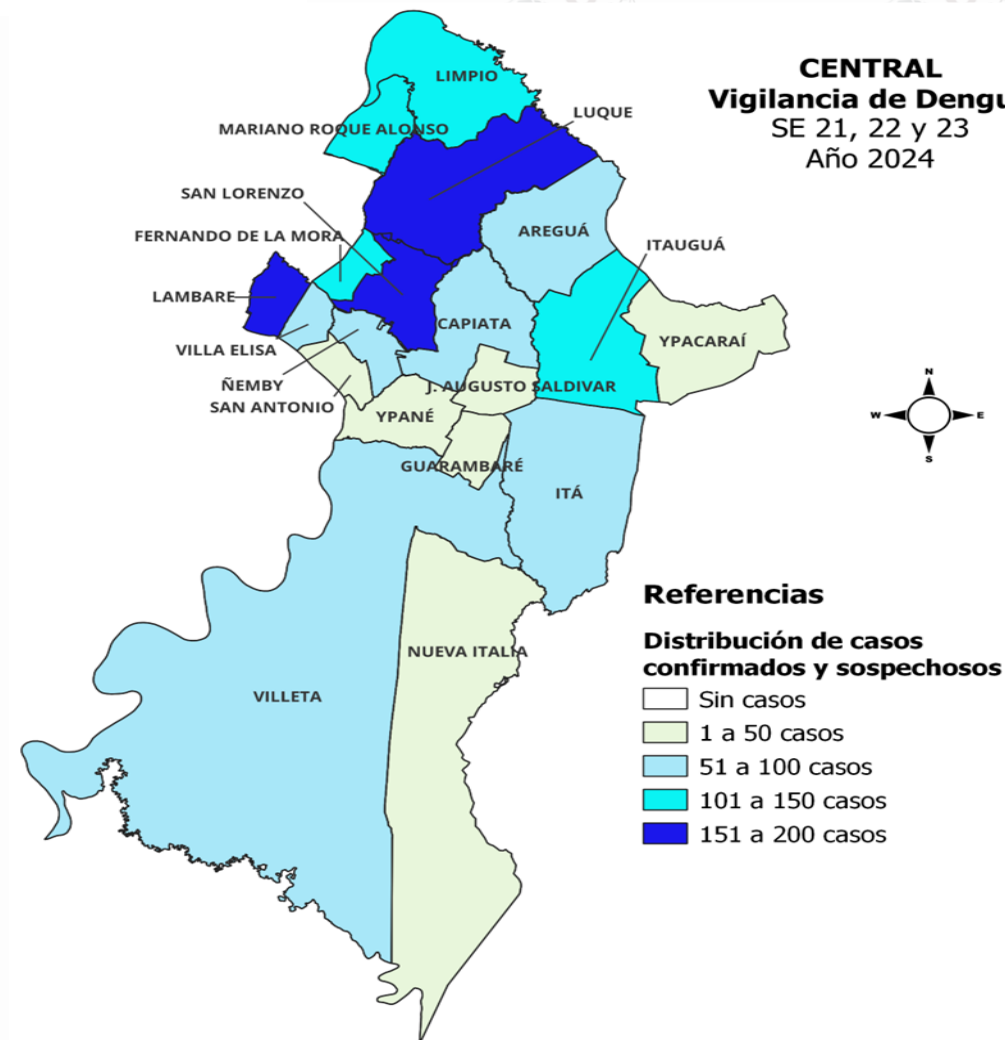 CENTRAL
Vigilancia de Dengu
SE 21, 22 y 23
Año 2024
LIMPIO
LUQUE
MARIANO ROQUE ALONSO
SAN LORENZO
FERNANDO DE LA MORA
AREGUÁ
ITAUGUÁ
LAMBARE
CAPIATA
YPACARAÍ
VILLA ELISA
ÑEMBY
J. AUGUSTO SALDIVAR
SAN ANTONIO
YPANÉ
GUARAMBARÉ
ITÁ
N
W
E
S
NUEVA ITALIA
VILLETA
Referencias
Distribución de casos
confirmados y sospechosos
Sin casos
1 a 50 casos
51 a 100 casos
101 a 150 casos
151 a 200 casos